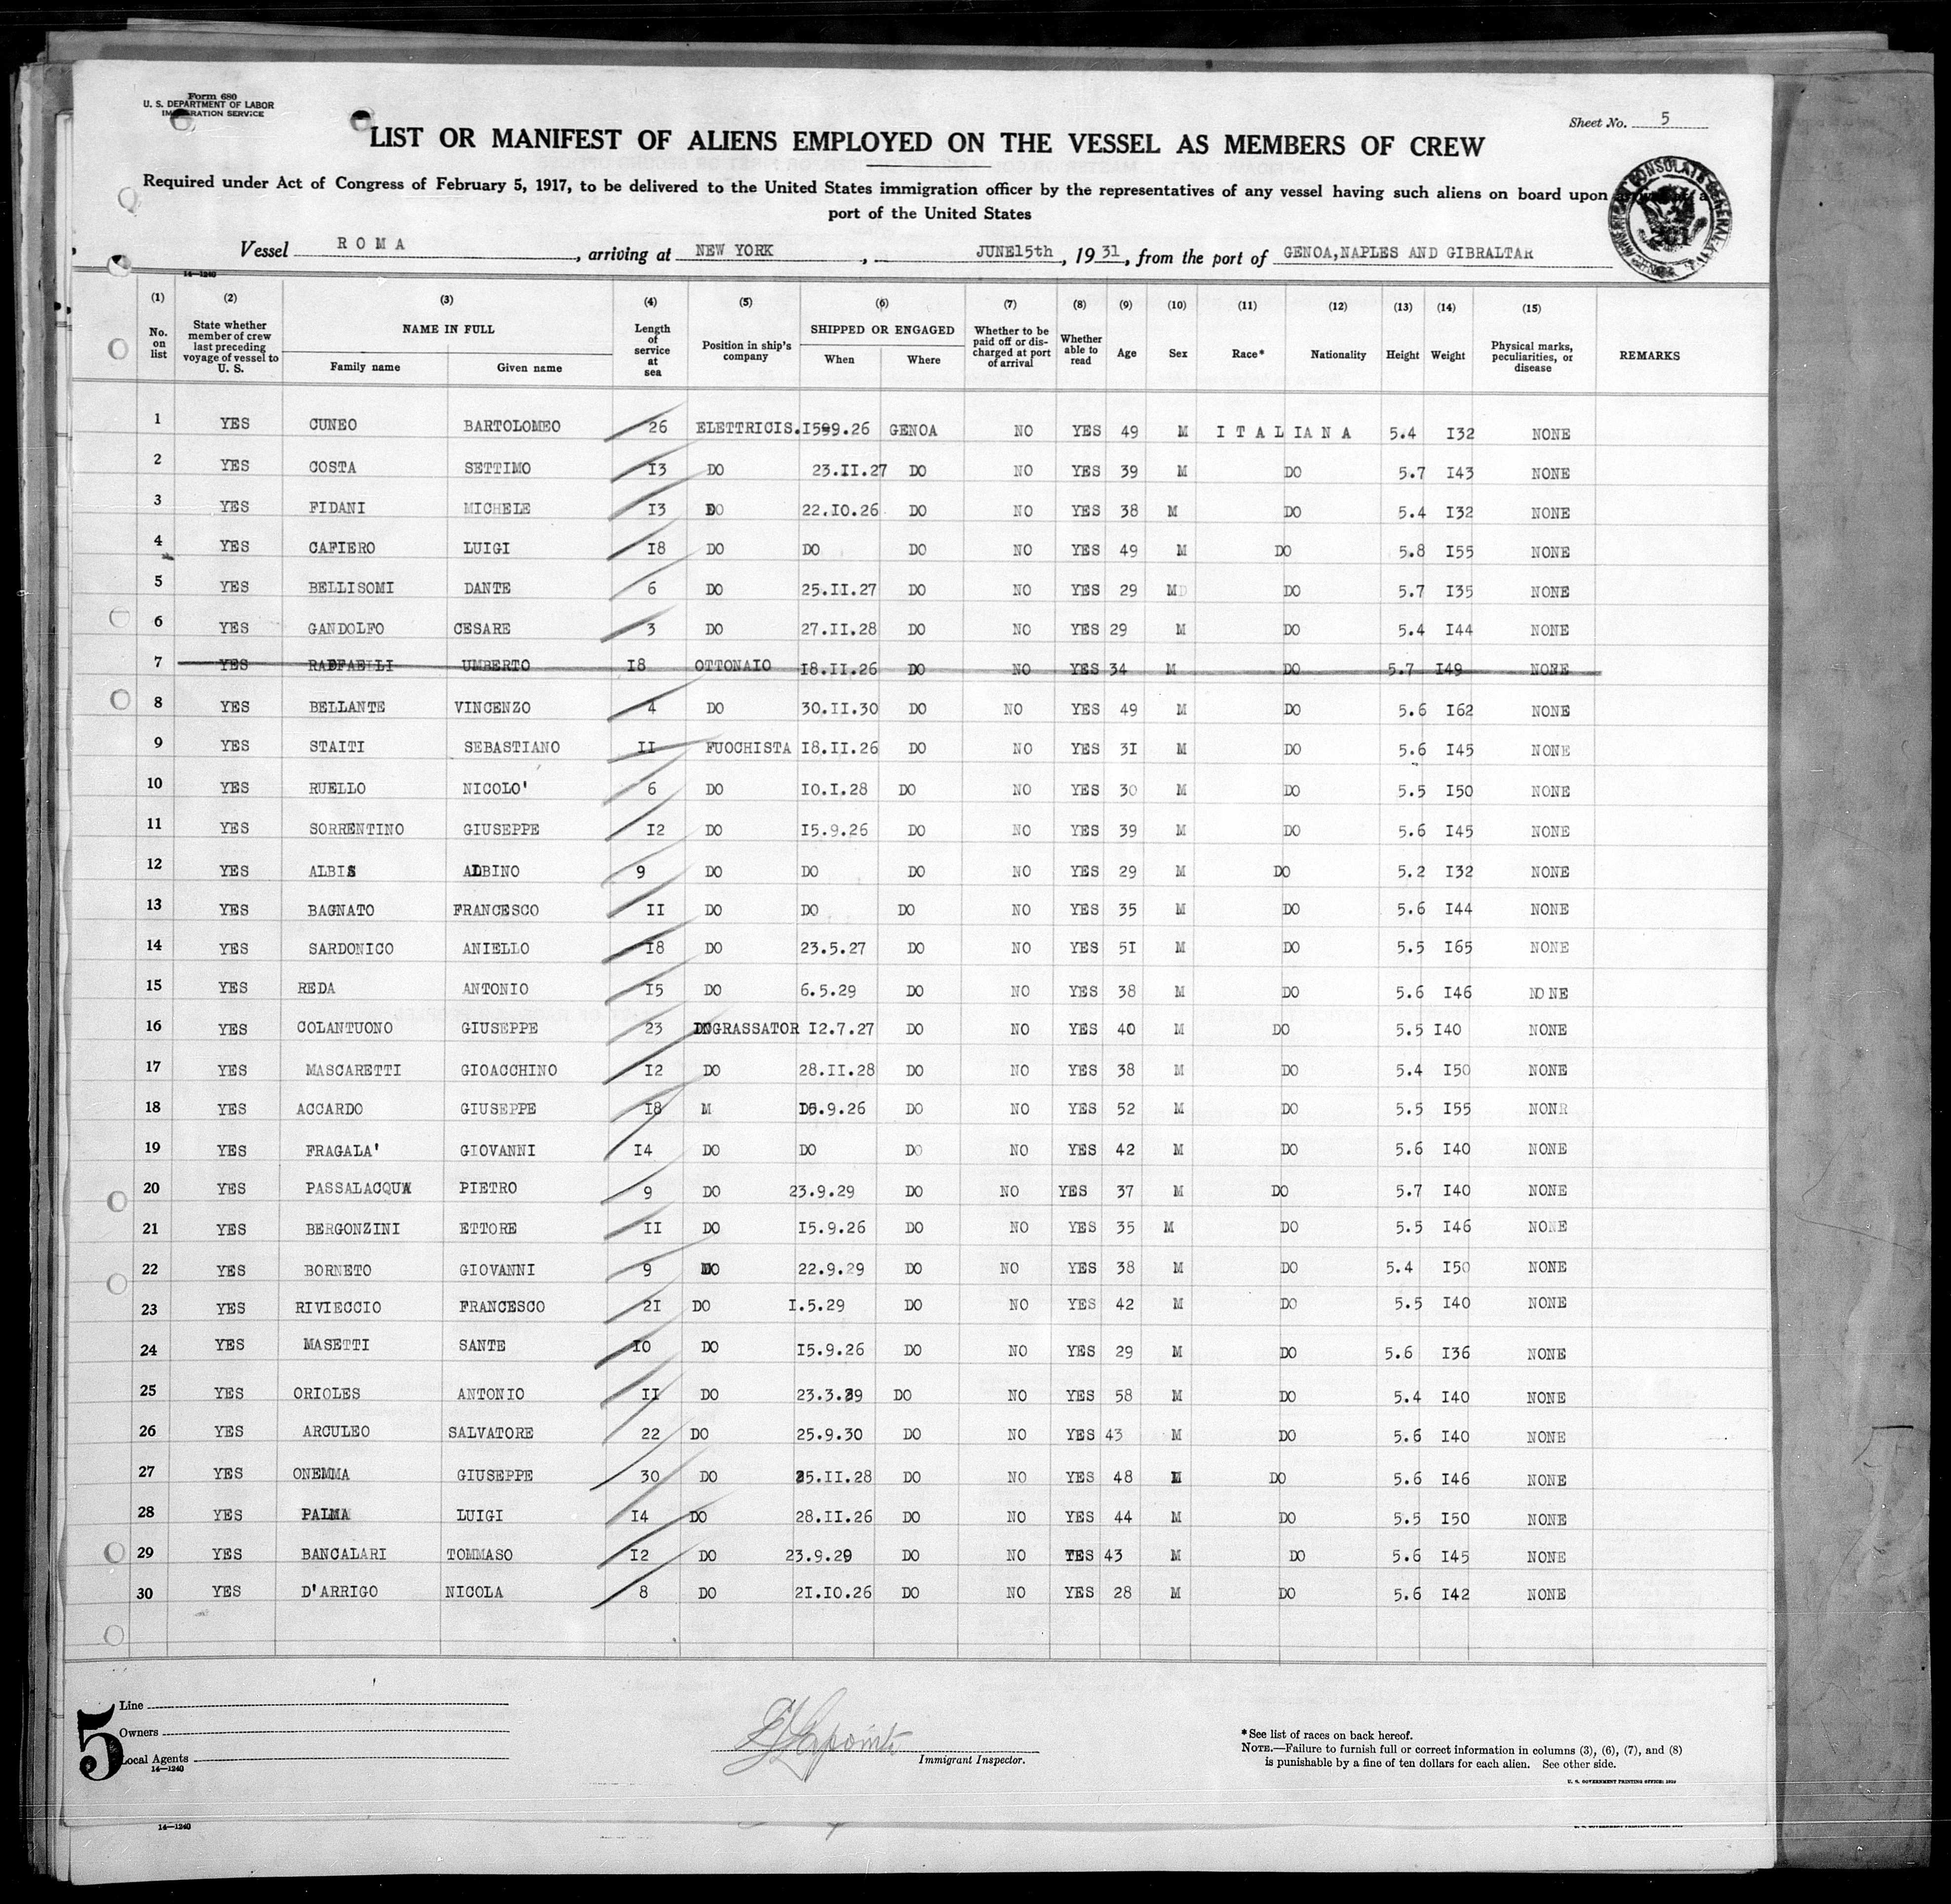 Form 680
U. S. DEPARTMENT OF LABOR
IMMIGRATION SERVICE
Sheet No. 5
LIST OR MANIFEST OF ALIENS EMPLOYED ON THE VESSEL AS MEMBERS OF CREW
Required under Act of Congress of February 5, 1917, to be delivered to the United States immigration officer by the representatives of any vessel having such aliens on board upon
port of the United States
Vessel ROMA, arriving at NEW YORK, JUNE15th, 1931, from the port of GENOA,NAPLES AND GIBRALTAR
14—1240
(1) (2) (3) (4) (5) (6) (7) (8) (9) (10) (11) (12) (13) (14) (15)
No. on list State whether member of crew last preceding voyage of vessel to U. S. NAME IN FULL Family name Given name Length of service at sea Position in ship's company SHIPPED OR ENGAGED When Where Whether to be paid off or discharged at port of arrival Whether able to read Age Sex Race* Nationality Height Weight Physical marks, peculiarities, or disease REMARKS
1 YES CUNEO BARTOLOMEO 26 ELETTRICIS. I599.26 GENOA NO YES 49 M ITALIANA 5.4 I32 NONE
2 YES COSTA SETTIMO I3 DO 23.II.27 DO NO YES 39 M DO 5.7 I43 NONE
3 YES FIDANI MICHELE I3 DO 22.I0.26 DO NO YES 38 M DO 5.4 I32 NONE
4 YES CAFIERO LUIGI I8 DO DO DO NO YES 49 M DO 5.8 I55 NONE
5 YES BELLISOMI DANTE 6 DO 25.II.27 DO NO YES 29 M DO 5.7 I35 NONE
6 YES GANDOLFO CESARE 3 DO 27.II.28 DO NO YES 29 M DO 5.4 I44 NONE
7 YES RAFFAELLI UMBERTO I8 OTTONAIO I8.II.26 DO NO YES 34 M DO 5.7 I49 NONE
8 YES BELLANTE VINCENZO 4 DO 30.II.30 DO NO YES 49 M DO 5.6 I62 NONE
9 YES STAITI SEBASTIANO II FUOCHISTA I8.II.26 DO NO YES 3I M DO 5.6 I45 NONE
10 YES RUELLO NICOLO' 6 DO I0.I.28 DO NO YES 30 M DO 5.5 I50 NONE
11 YES SORRENTINO GIUSEPPE I2 DO I5.9.26 DO NO YES 39 M DO 5.6 I45 NONE
12 YES ALBIS ALBINO 9 DO DO DO NO YES 29 M DO 5.2 I32 NONE
13 YES BAGNATO FRANCESCO II DO DO DO NO YES 35 M DO 5.6 I44 NONE
14 YES SARDONICO ANIELLO I8 DO 23.5.27 DO NO YES 5I M DO 5.5 I65 NONE
15 YES REDA ANTONIO I5 DO 6.5.29 DO NO YES 38 M DO 5.6 I46 NONE
16 YES COLANTUONO GIUSEPPE 23 INGRASSATOR I2.7.27 DO NO YES 40 M DO 5.5 I40 NONE
17 YES MASCARETTI GIOACCHINO I2 DO 28.II.28 DO NO YES 38 M DO 5.4 I50 NONE
18 YES ACCARDO GIUSEPPE I8 M I5.9.26 DO NO YES 52 M DO 5.5 I55 NONR
19 YES FRAGALA' GIOVANNI I4 DO DO DO NO YES 42 M DO 5.6 I40 NONE
20 YES PASSALACQUA PIETRO 9 DO 23.9.29 DO NO YES 37 M DO 5.7 I40 NONE
21 YES BERGONZINI ETTORE II DO I5.9.26 DO NO YES 35 M DO 5.5 I46 NONE
22 YES BORNETO GIOVANNI 9 DO 22.9.29 DO NO YES 38 M DO 5.4 I50 NONE
23 YES RIVIECCIO FRANCESCO 2I DO I.5.29 DO NO YES 42 M DO 5.5 I40 NONE
24 YES MASETTI SANTE I0 DO I5.9.26 DO NO YES 29 M DO 5.6 I36 NONE
25 YES ORIOLES ANTONIO II DO 23.3.29 DO NO YES 58 M DO 5.4 I40 NONE
26 YES ARCULEO SALVATORE 22 DO 25.9.30 DO NO YES 43 M DO 5.6 I40 NONE
27 YES ONEMMA GIUSEPPE 30 DO 25.II.28 DO NO YES 48 M DO 5.6 I46 NONE
28 YES PALMA LUIGI I4 DO 28.II.26 DO NO YES 44 M DO 5.5 I50 NONE
29 YES BANCALARI TOMMASO I2 DO 23.9.29 DO NO YES 43 M DO 5.6 I45 NONE
30 YES D'ARRIGO NICOLA 8 DO 2I.I0.26 DO NO YES 28 M DO 5.6 I42 NONE
5
Line
Owners
Local Agents
14—1240
Immigrant Inspector.
*See list of races on back hereof.
NOTE.—Failure to furnish full or correct information in columns (3), (6), (7), and (8)
is punishable by a fine of ten dollars for each alien. See other side.
U. S. GOVERNMENT PRINTING OFFICE:
14—1240